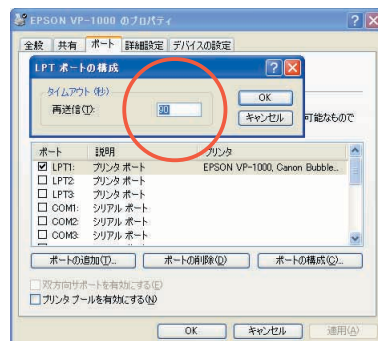 EPSON VP-1000 のプロパティ
全般 共有 ポート 詳細設定 デバイスの設定
LPT ポートの構成
タイムアウト (秒)
再送信(T): 90
OK
キャンセル
可能なもので
ポート 説明 プリンタ
LPT1: プリンタ ポート EPSON VP-1000, Canon Bubble...
LPT2: プリンタ ポート
LPT3: プリンタ ポート
COM1: シリアル ポート
COM2: シリアル ポート
COM3: シリアル ポート
ポートの追加(T)... ポートの削除(D) ポートの構成(C)...
双方向サポートを有効にする(E)
プリンタ プールを有効にする(N)
OK キャンセル 適用(A)